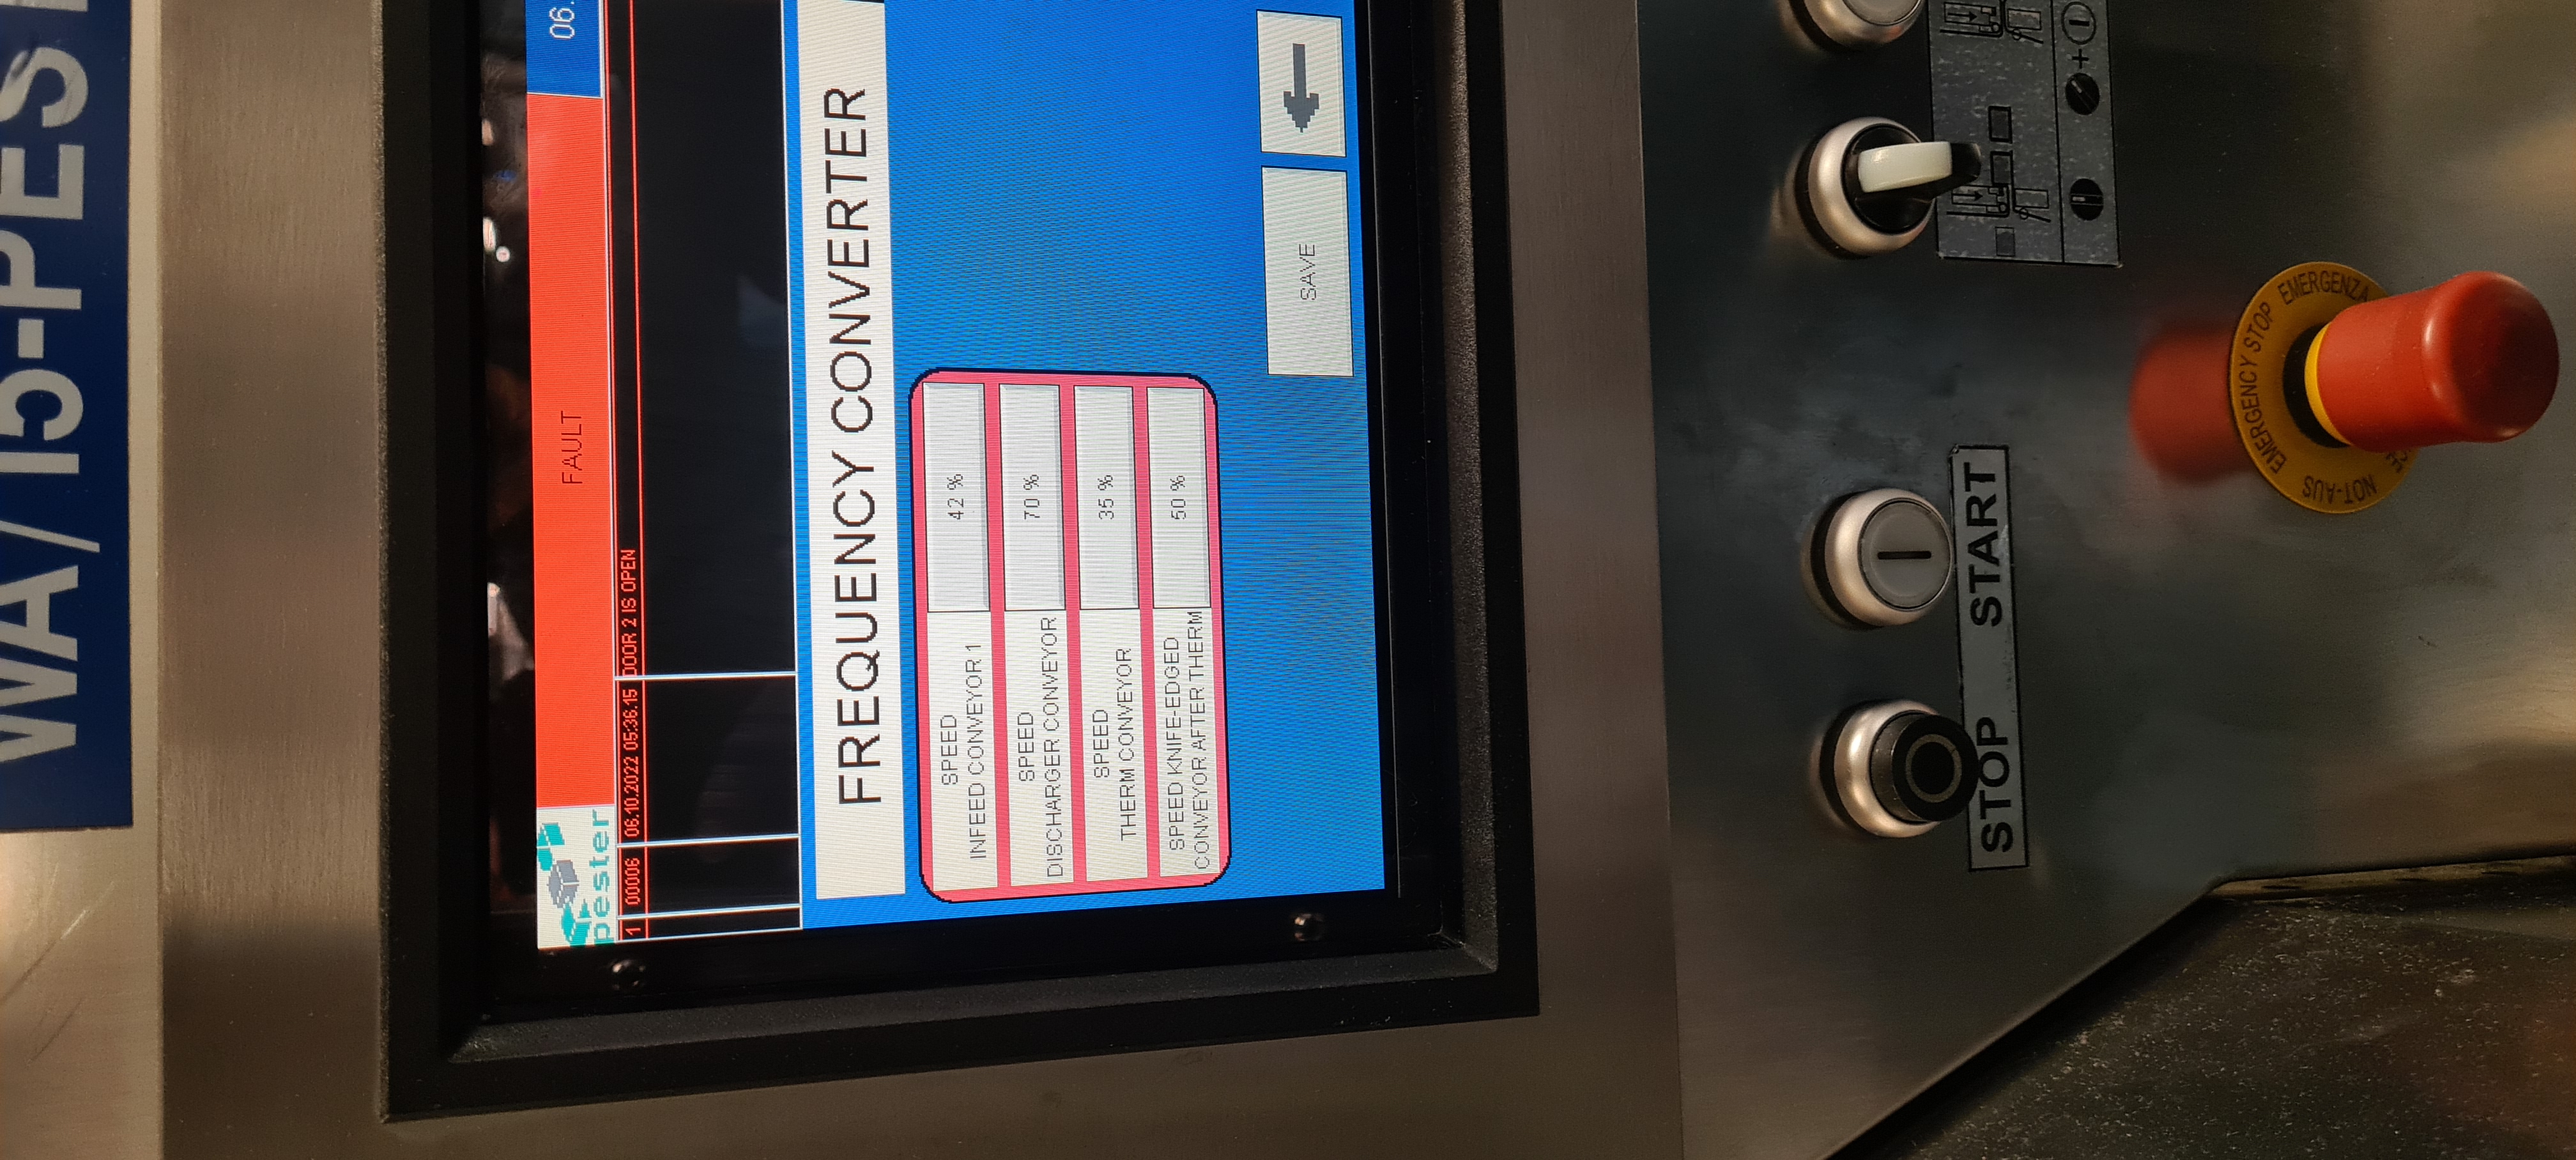 WA/15-PES
pester
FAULT
06.
1 00006 06.10.2022 05:36:15 DOOR 2 IS OPEN
FREQUENCY CONVERTER
SPEED
INFEED CONVEYOR 1
42 %
SPEED
DISCHARGER CONVEYOR
70 %
SPEED
THERM CONVEYOR
35 %
SPEED KNIFE-EDGED
CONVEYOR AFTER THERM
50 %
SAVE
STOP START
NOT-AUS EMERGENCY STOP EMERGENZA